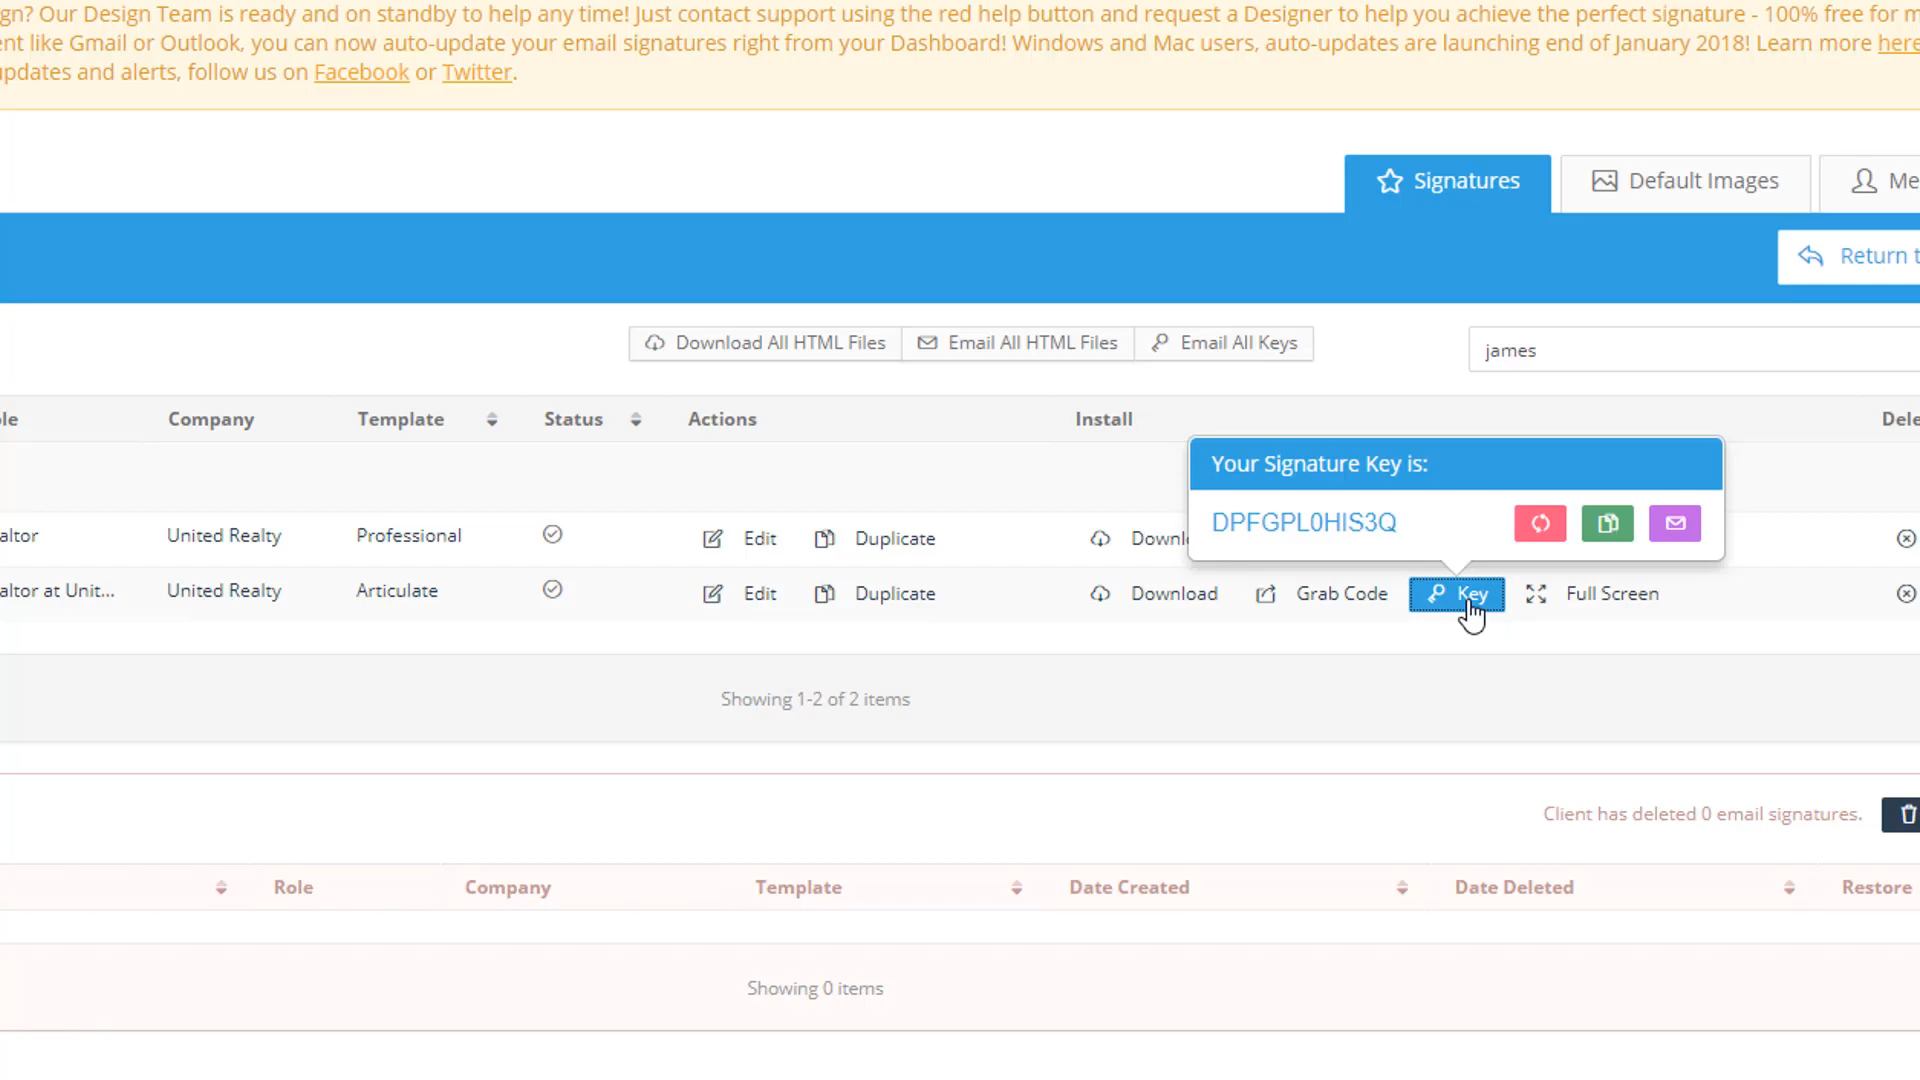 gn? Our Design Team is ready and on standby to help any time! Just contact support using the red help button and request a Designer to help you achieve the perfect signature - 100% free for m
ent like Gmail or Outlook, you can now auto-update your email signatures right from your Dashboard! Windows and Mac users, auto-updates are launching end of January 2018! Learn more here
updates and alerts, follow us on Facebook or Twitter.
Signatures
Default Images
Me
Return t
Download All HTML Files
Email All HTML Files
Email All Keys
james
le
Company
Template
Status
Actions
Install
Dele
Your Signature Key is:
DPFGPL0HIS3Q
altor
United Realty
Professional
Edit
Duplicate
Downlo
altor at Unit...
United Realty
Articulate
Edit
Duplicate
Download
Grab Code
Key
Full Screen
Showing 1-2 of 2 items
Client has deleted 0 email signatures.
Role
Company
Template
Date Created
Date Deleted
Restore
Showing 0 items